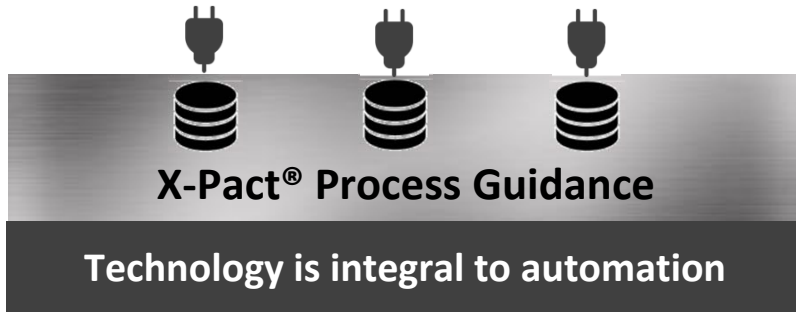 X-Pact® Process Guidance
Technology is integral to automation